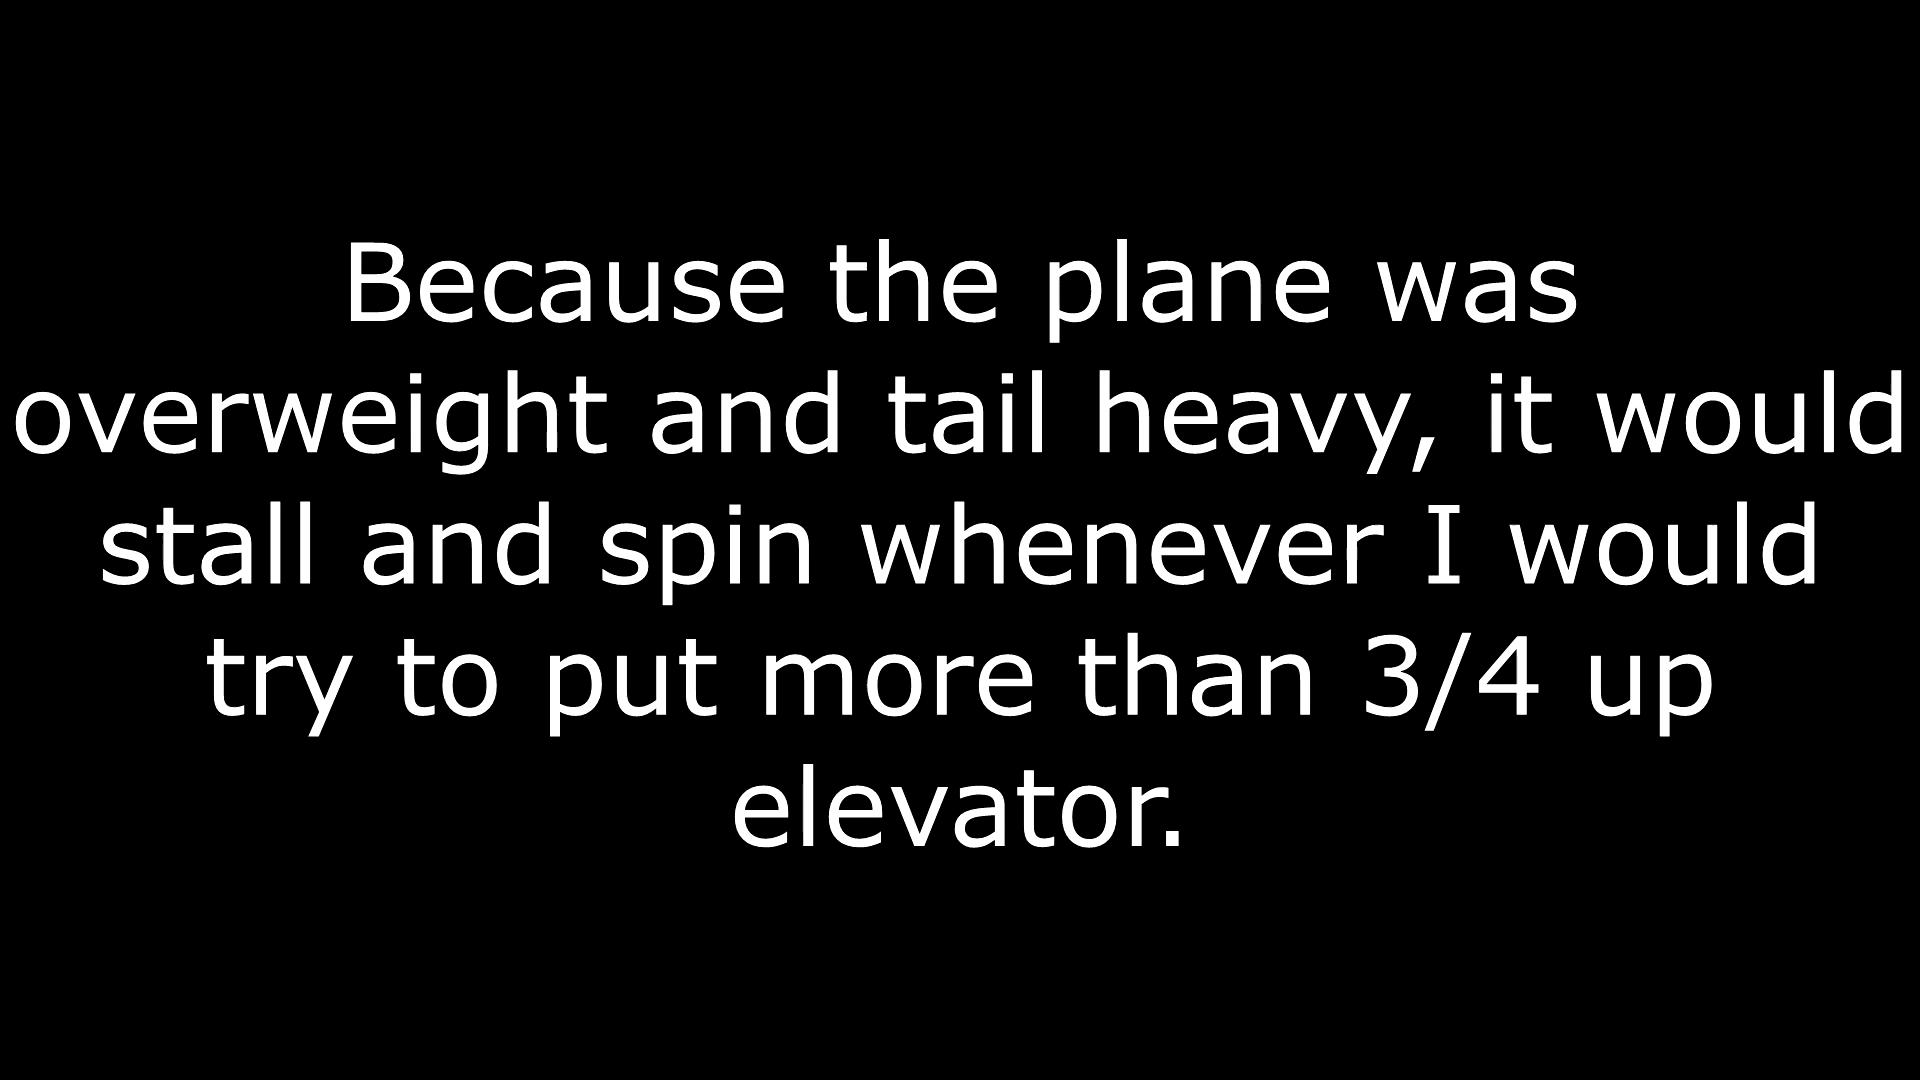 Because the plane was
overweight and tail heavy, it would
stall and spin whenever I would
try to put more than 3/4 up
elevator.